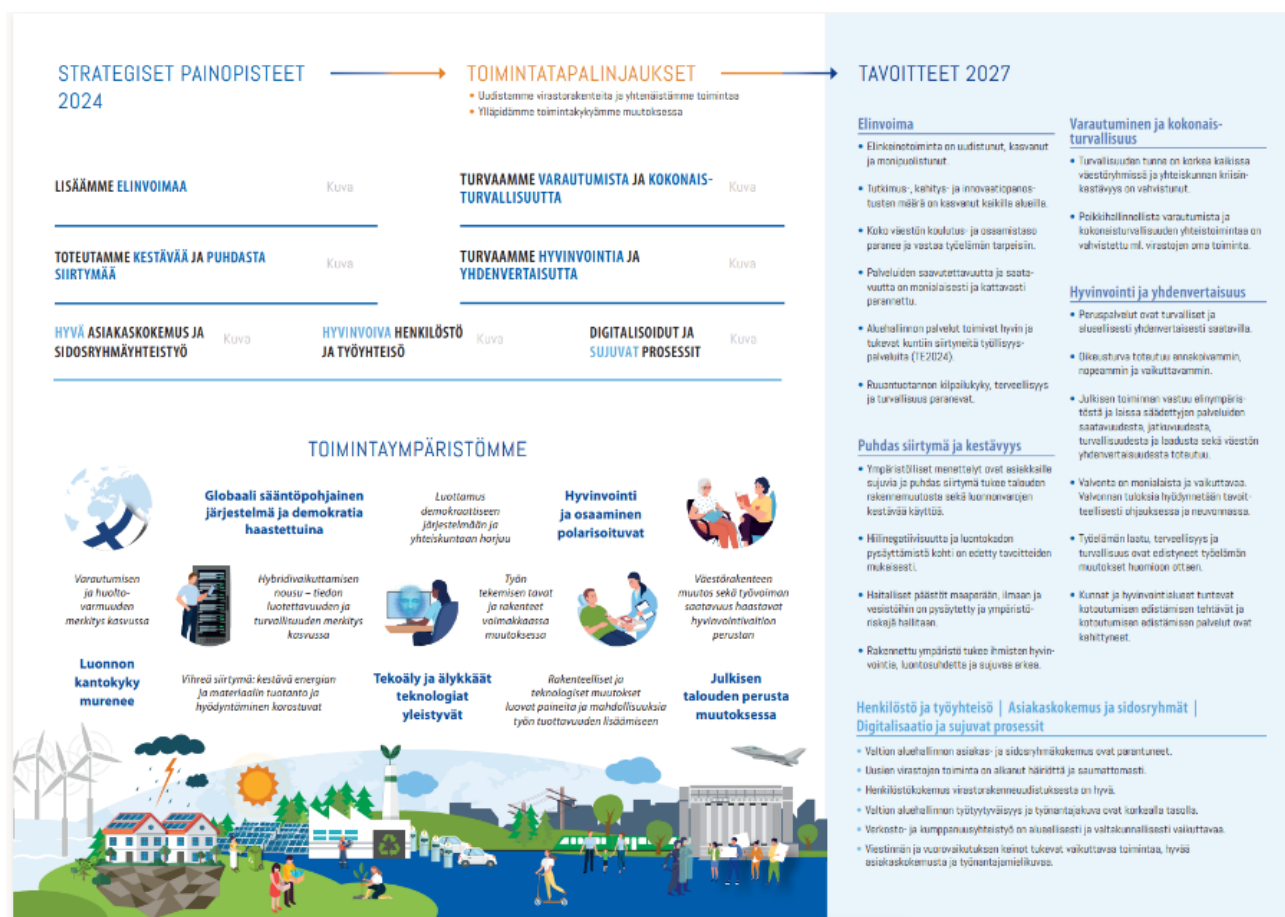 STRATEGISET PAINOPISTEET
2024
TOIMINTATAPALINJAUKSET
• Uudistamme virastorakenteita ja yhtenäistämme toimintaa
• Ylläpidämme toimintakykyämme muutoksessa
LISÄÄMME ELINVOIMAA
Kuva
TURVAAMME VARAUTUMISTA JA KOKONAIS-
TURVALLISUUTTA
Kuva
TOTEUTAMME KESTÄVÄÄ JA PUHDASTA
SIIRTYMÄÄ
Kuva
TURVAAMME HYVINVOINTIA JA
YHDENVERTAISUTTA
Kuva
HYVÄ ASIAKASKOKEMUS JA
SIDOSRYHMÄYHTEISTYÖ
Kuva
HYVINVOIVA HENKILÖSTÖ
JA TYÖYHTEISÖ
Kuva
DIGITALISOIDUT JA
SUJUVAT PROSESSIT
Kuva
TOIMINTAYMPÄRISTÖMME
Globaali sääntöpohjainen
järjestelmä ja demokratia
haastettuina
Luottamus
demokraattiseen
järjestelmään ja
yhteiskuntaan horjuu
Hyvinvointi
ja osaaminen
polarisoituvat
Varautumisen
ja huolto-
varmuuden
merkitys kasvussa
Hybridivaikuttamisen
nousu – tiedon
luotettavuuden ja
turvallisuuden merkitys
kasvussa
Työn
tekemisen tavat
ja rakenteet
voimakkaassa
muutoksessa
Väestörakenteen
muutos sekä työvoiman
saatavuus haastavat
hyvinvointivaltion
perustan
Luonnon
kantokyky
murenee
Vihreä siirtymä: kestävä energian
ja materiaalin tuotanto ja
hyödyntäminen korostuvat
Tekoäly ja älykkäät
teknologiat
yleistyvät
Rakenteelliset ja
teknologiset muutokset
luovat paineita ja mahdollisuuksia
työn tuottavuuden lisäämiseen
Julkisen
talouden perusta
muutoksessa
TAVOITTEET 2027
Elinvoima
• Elinkeinotoiminta on uudistunut, kasvanut
ja monipuolistunut.
• Tutkimus-, kehitys- ja innovaatiopanos-
tusten määrä on kasvanut kaikilla alueilla.
• Koko väestön koulutus- ja osaamistaso
paranee ja vastaa työelämän tarpeisiin.
• Palveluiden saavutettavuutta ja saata-
vuutta on monialaisesti ja kattavasti
parannettu.
• Aluehallinnon palvelut toimivat hyvin ja
tukevat kuntiin siirtyneitä työllisyys-
palveluita (TE2024).
• Ruuantuotannon kilpailukyky, terveellisyys
ja turvallisuus paranevat.
Puhdas siirtymä ja kestävyys
• Ympäristölliset menettelyt ovat asiakkaille
sujuvia ja puhdas siirtymä tukee talouden
rakennemuutosta sekä luonnonvarojen
kestävää käyttöä.
• Hiilinegatiivisuutta ja luontokadon
pysäyttämistä kohti on edetty tavoitteiden
mukaisesti.
• Haitalliset päästöt maaperään, ilmaan ja
vesistöihin on pysäytetty ja ympäristö-
riskejä hallitaan.
• Rakennettu ympäristö tukee ihmisten hyvin-
vointia, luontosuhdetta ja sujuvaa arkea.
Varautuminen ja kokonais-
turvallisuus
• Turvallisuuden tunne on korkea kaikissa
väestöryhmissä ja yhteiskunnan kriisin-
kestävyys on vahvistunut.
• Poikkihallinnollista varautumista ja
kokonaisturvallisuuden yhteistoimintaa on
vahvistettu ml. virastojen oma toiminta.
Hyvinvointi ja yhdenvertaisuus
• Peruspalvelut ovat turvalliset ja
alueellisesti yhdenvertaisesti saatavilla.
• Oikeusturva toteutuu ennakoivammin,
nopeammin ja vaikuttavammin.
• Julkisen toiminnan vastuu elinympäris-
töstä ja laissa säädettyjen palveluiden
saatavuudesta, jatkuvuudesta,
turvallisuudesta ja laadusta sekä väestön
yhdenvertaisuudesta toteutuu.
• Valvonta on monialaista ja vaikuttavaa.
Valvonnan tuloksia hyödynnetään tavoit-
teellisesti ohjauksessa ja neuvonnassa.
• Työelämän laatu, terveellisyys ja
turvallisuus ovat edistyneet työelämän
muutokset huomioon ottaen.
• Kunnat ja hyvinvointialueet tuntevat
kotoutumisen edistämisen tehtävät ja
kotoutumisen edistämisen palvelut ovat
kehittyneet.
Henkilöstö ja työyhteisö | Asiakaskokemus ja sidosryhmät |
Digitalisaatio ja sujuvat prosessit
• Valtion aluehallinnon asiakas- ja sidosryhmäkokemus ovat parantuneet.
• Uusien virastojen toiminta on alkanut häiriöttä ja saumattomasti.
• Henkilöstökokemus virastorakenneuudistuksesta on hyvä.
• Valtion aluehallinnon työtyytyväisyys ja työnantajakuva ovat korkealla tasolla.
• Verkosto- ja kumppanuusyhteistyö on alueellisesti ja valtakunnallisesti vaikuttavaa.
• Viestinnän ja vuorovaikutuksen keinot tukevat vaikuttavaa toimintaa, hyvää
asiakaskokemusta ja työnantajamielikuvaa.